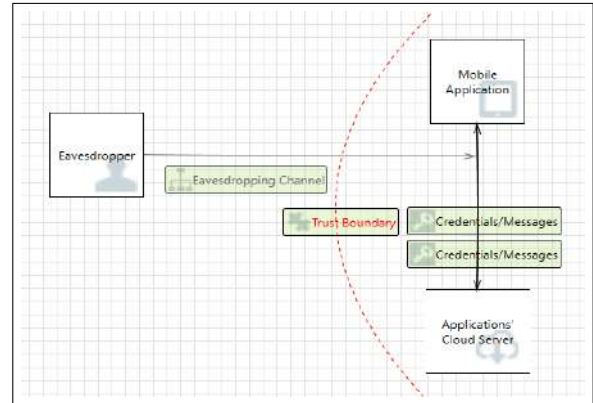 Mobile
Application
Eavesdropper
Eavesdropping Channel
Trust Boundary
Credentials/Messages
Credentials/Messages
Applications'
Cloud Server